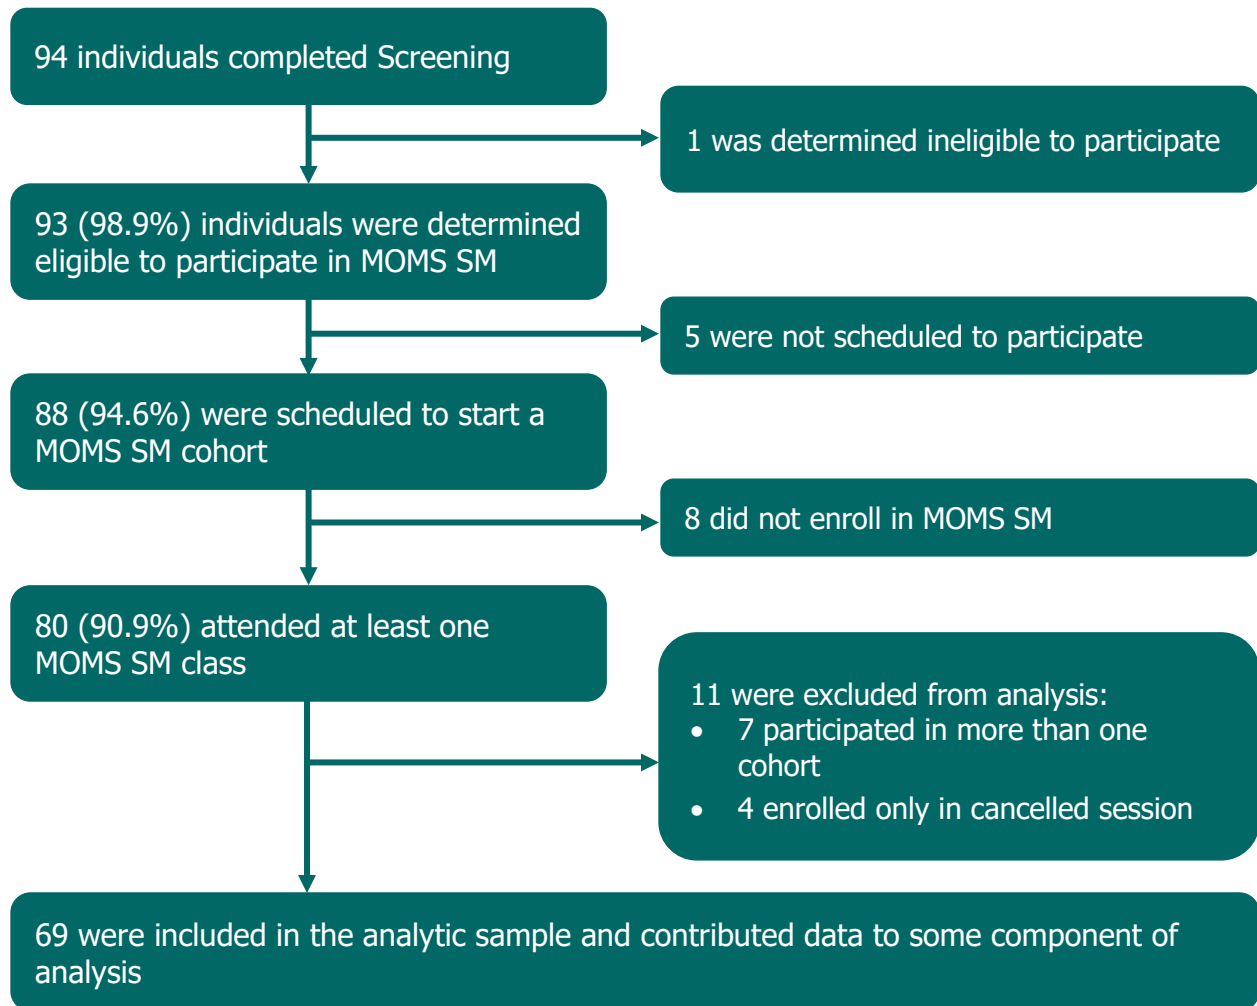 94 individuals completed Screening
1 was determined ineligible to participate
93 (98.9%) individuals were determined
eligible to participate in MOMS SM
5 were not scheduled to participate
88 (94.6%) were scheduled to start a
MOMS SM cohort
8 did not enroll in MOMS SM
80 (90.9%) attended at least one
MOMS SM class
11 were excluded from analysis:
• 7 participated in more than one
cohort
• 4 enrolled only in cancelled session
69 were included in the analytic sample and contributed data to some component of
analysis